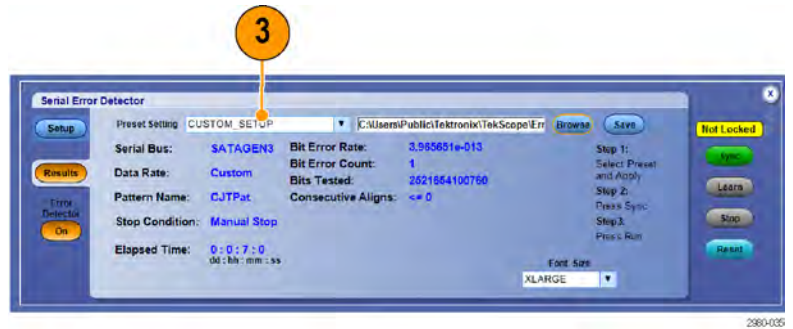 3
Serial Error Detector
x
Setup
Results
Error
Detector
On
Preset Setting CUSTOM_SETUP
C:\Users\Public\Tektronix\TekScope\Err
Browse
Save
Serial Bus: SATAGEN3
Data Rate: Custom
Pattern Name: CJTPat
Stop Condition: Manual Stop
Elapsed Time: 0 : 0 : 7 : 0
dd : hh : mm : ss
Bit Error Rate: 3.965651e-013
Bit Error Count: 1
Bits Tested: 2521654100760
Consecutive Aligns: <= 0
Step 1:
Select Preset
and Apply
Step 2:
Press Sync
Step 3:
Press Run
Font Size
XLARGE
Not Locked
Sync
Learn
Stop
Reset
2980-035